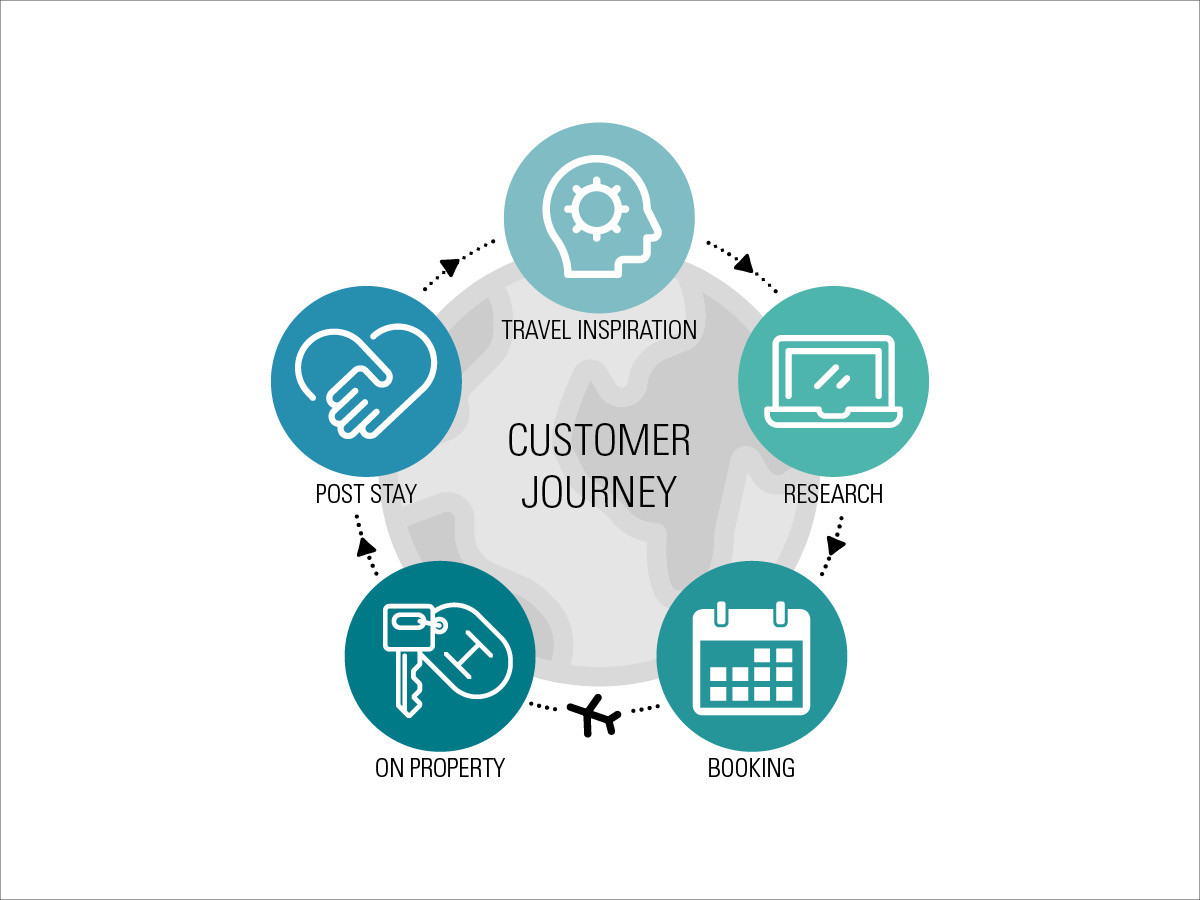 TRAVEL INSPIRATION
CUSTOMER
JOURNEY
POST STAY
RESEARCH
H
ON PROPERTY
BOOKING